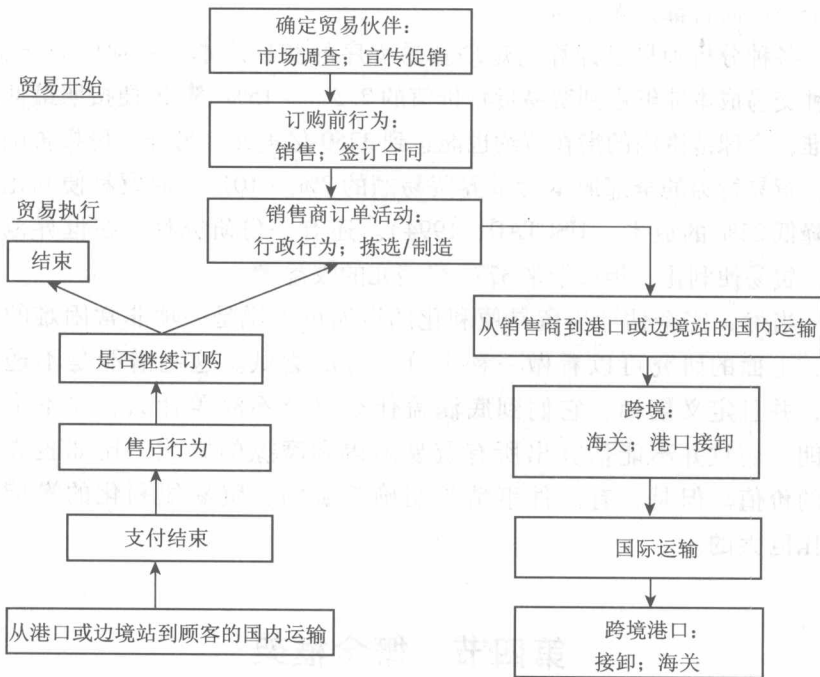 确定贸易伙伴：
市场调查；宣传促销
贸易开始
订购前行为：
销售；签订合同
贸易执行
销售商订单活动：
行政行为；拣选/制造
结束
从销售商到港口或边境站的国内运输
是否继续订购
跨境：
海关；港口接卸
售后行为
支付结束
国际运输
从港口或边境站到顾客的国内运输
跨境港口：
接卸；海关